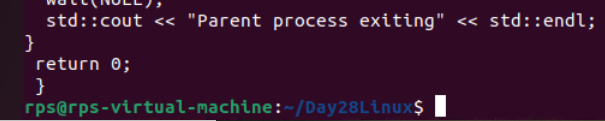 wait(NULL);
std::cout << "Parent process exiting" << std::endl;
}
return 0;
}
rps@rps-virtual-machine:~/Day28Linux$